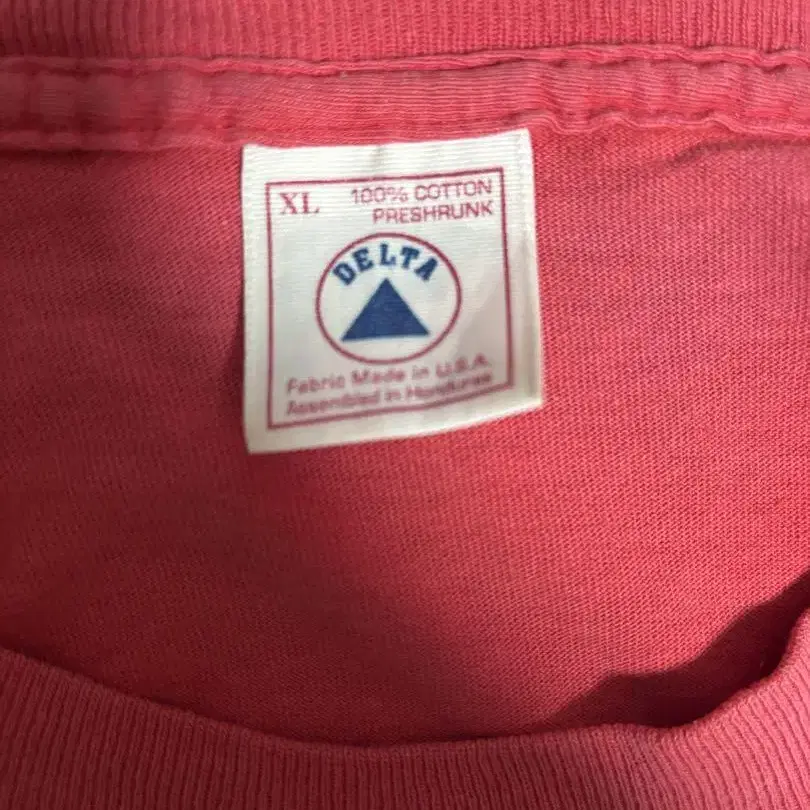 XL 100% COTTON
PRESHRUNK
DELTA
Fabric Made in U.S.A.
Assembled in Honduras